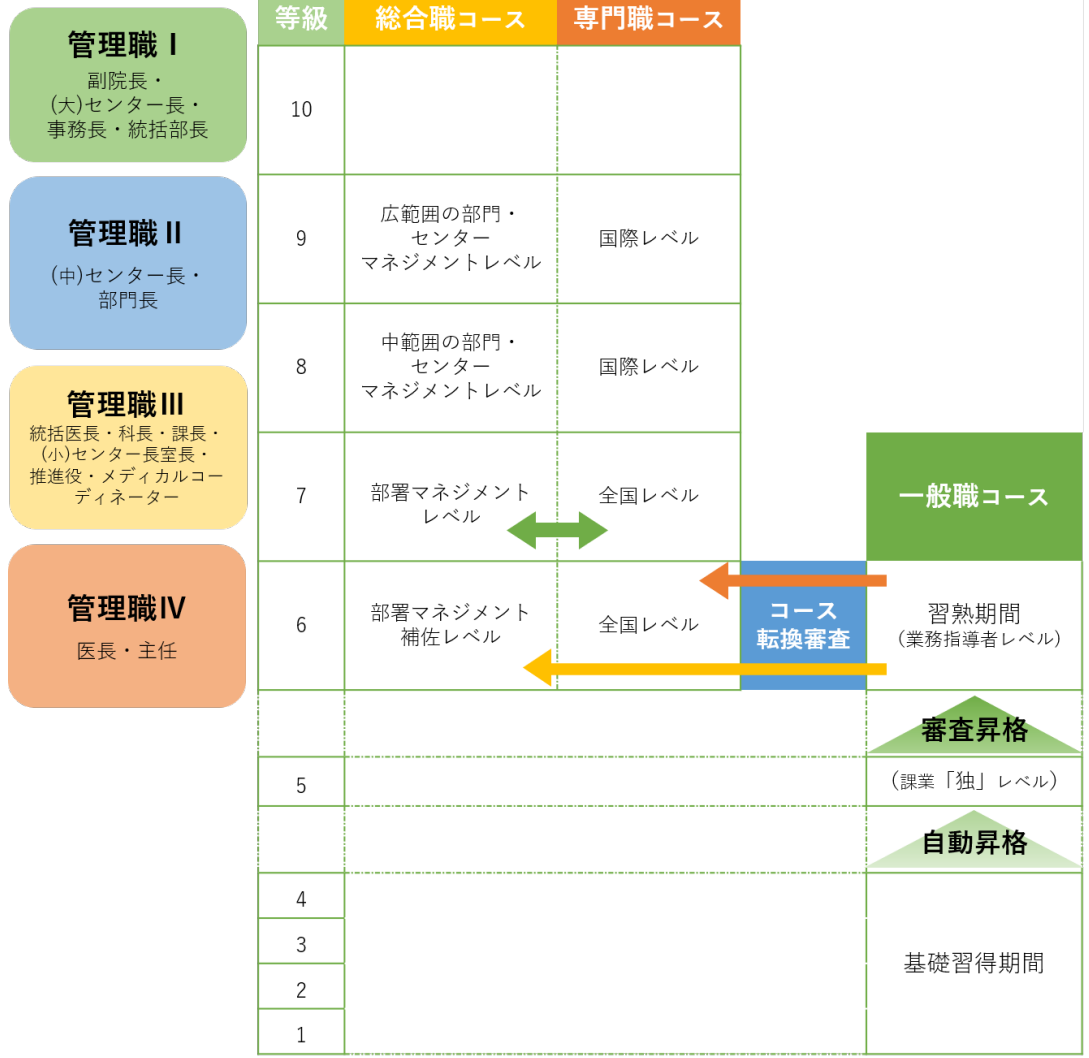 管理職Ⅰ
副院長・
(大)センター長・
事務長・統括部長
管理職Ⅱ
(中)センター長・
部門長
管理職Ⅲ
統括医長・科長・課長・
(小)センター長室長・
推進役・メディカルコー
ディネーター
管理職Ⅳ
医長・主任
等級
総合職コース
専門職コース
10
9
広範囲の部門・
センター
マネジメントレベル
国際レベル
8
中範囲の部門・
センター
マネジメントレベル
国際レベル
7
部署マネジメント
レベル
全国レベル
一般職コース
6
部署マネジメント
補佐レベル
全国レベル
コース
転換審査
習熟期間
(業務指導者レベル)
審査昇格
5
(課業「独」レベル)
自動昇格
4
3
2
1
基礎習得期間